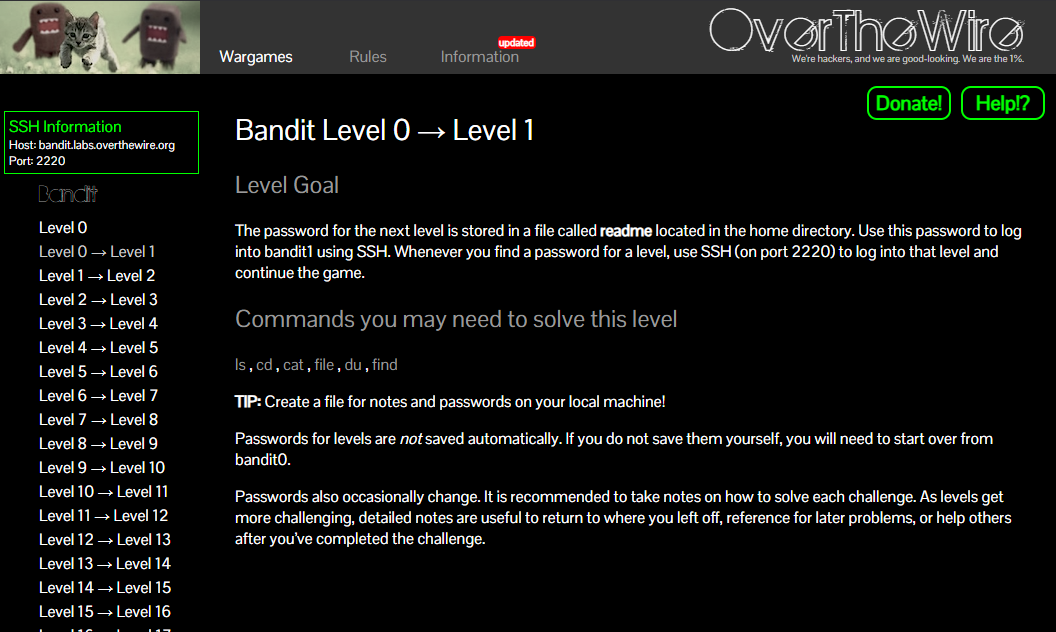 Wargames
Rules
Information
updated
OverTheWire
We're hackers, and we are good-looking. We are the 1%.
Donate!
Help!?
SSH Information
Host: bandit.labs.overthewire.org
Port: 2220
Bandit
Level 0
Level 0 → Level 1
Level 1 → Level 2
Level 2 → Level 3
Level 3 → Level 4
Level 4 → Level 5
Level 5 → Level 6
Level 6 → Level 7
Level 7 → Level 8
Level 8 → Level 9
Level 9 → Level 10
Level 10 → Level 11
Level 11 → Level 12
Level 12 → Level 13
Level 13 → Level 14
Level 14 → Level 15
Level 15 → Level 16
Bandit Level 0 → Level 1
Level Goal
The password for the next level is stored in a file called readme located in the home directory. Use this password to log
into bandit1 using SSH. Whenever you find a password for a level, use SSH (on port 2220) to log into that level and
continue the game.
Commands you may need to solve this level
ls , cd , cat , file , du , find
TIP: Create a file for notes and passwords on your local machine!
Passwords for levels are not saved automatically. If you do not save them yourself, you will need to start over from
bandit0.
Passwords also occasionally change. It is recommended to take notes on how to solve each challenge. As levels get
more challenging, detailed notes are useful to return to where you left off, reference for later problems, or help others
after you've completed the challenge.